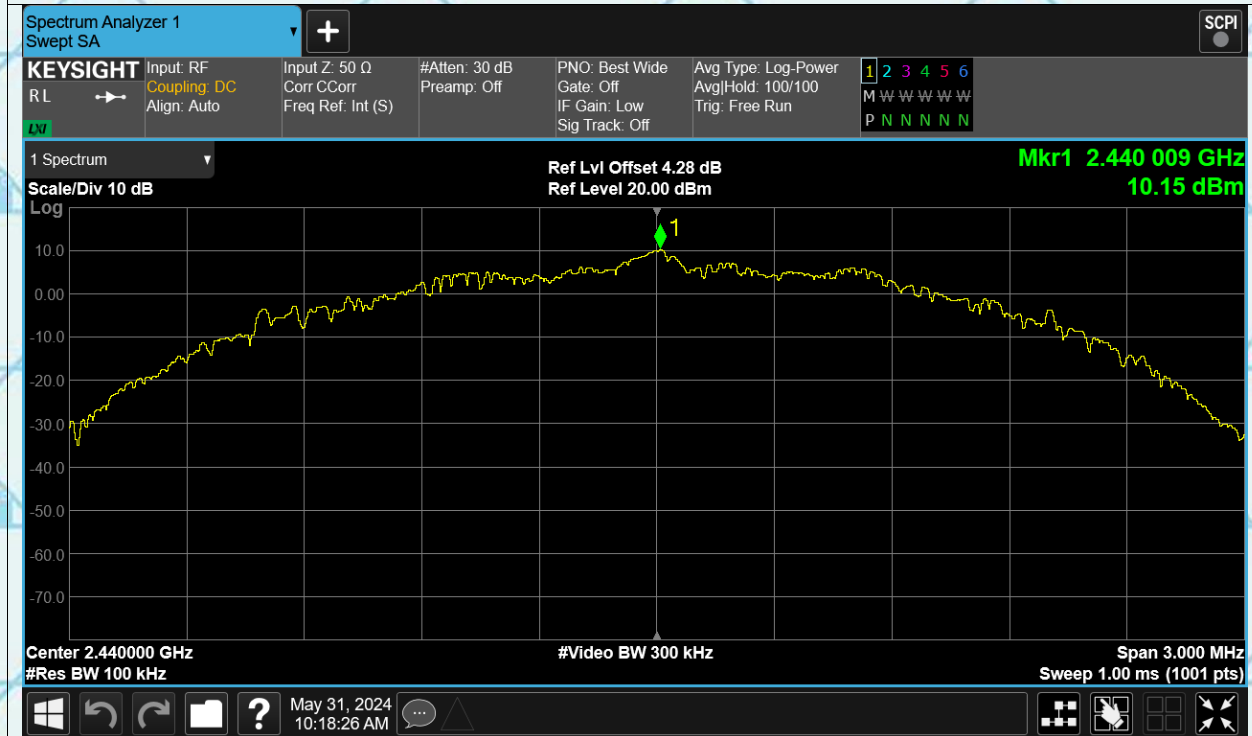 Spectrum Analyzer 1
Swept SA
SCPI
KEYSIGHT
R L
LXI
Input: RF
Coupling: DC
Align: Auto
Input Z: 50 Ω
Corr CCorr
Freq Ref: Int (S)
#Atten: 30 dB
Preamp: Off
PNO: Best Wide
Gate: Off
IF Gain: Low
Sig Track: Off
Avg Type: Log-Power
Avg|Hold: 100/100
Trig: Free Run
1 2 3 4 5 6
M W W W W W
P N N N N N
1 Spectrum
Scale/Div 10 dB
Log
Ref Lvl Offset 4.28 dB
Ref Level 20.00 dBm
Mkr1 2.440 009 GHz
10.15 dBm
1
10.0
0.00
-10.0
-20.0
-30.0
-40.0
-50.0
-60.0
-70.0
Center 2.440000 GHz
#Res BW 100 kHz
#Video BW 300 kHz
Span 3.000 MHz
Sweep 1.00 ms (1001 pts)
?
May 31, 2024
10:18:26 AM